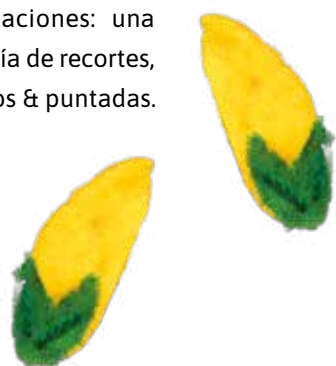 aciones: una
ía de recortes,
os & puntadas.